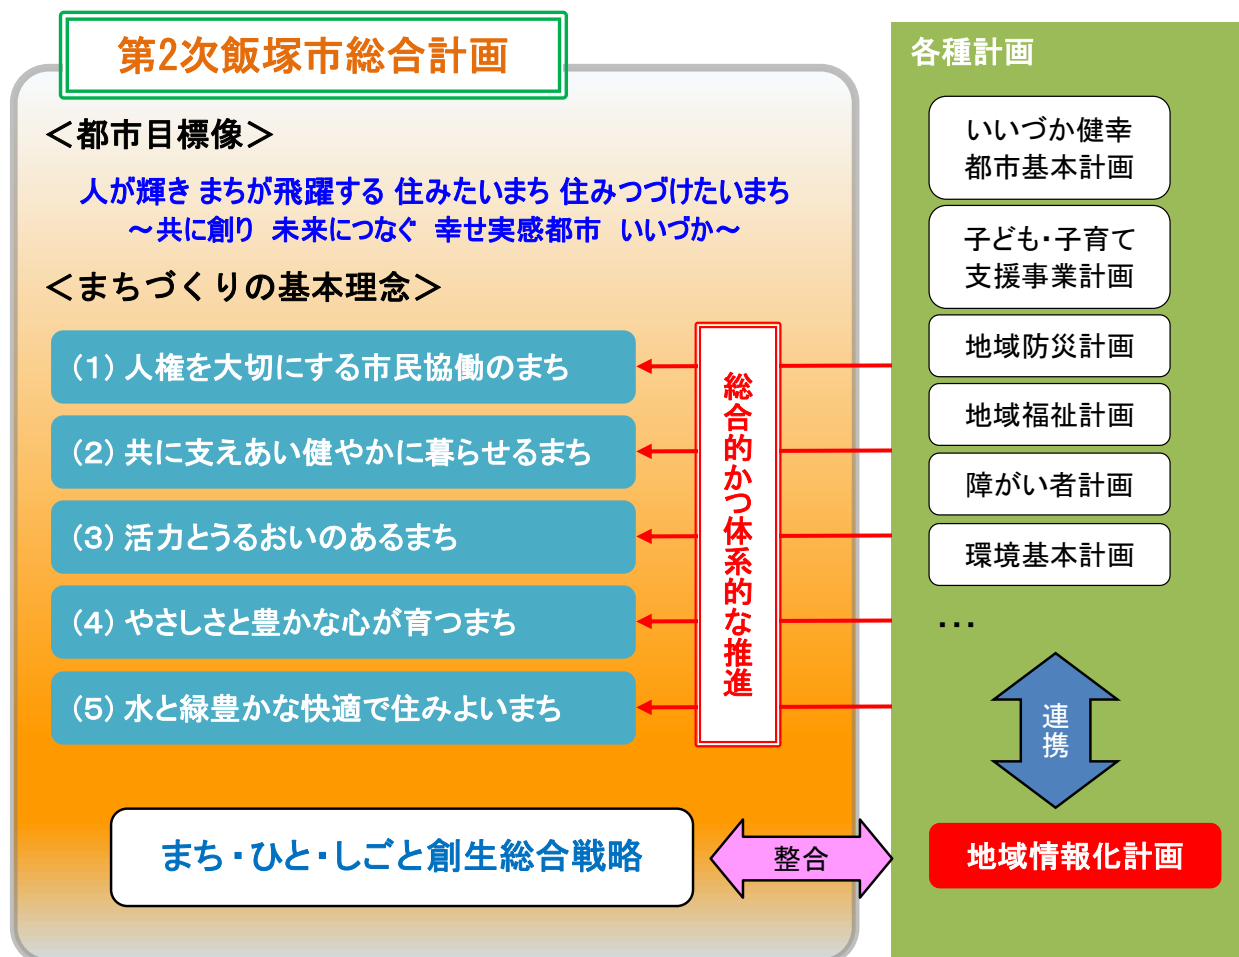 第2次飯塚市総合計画
＜都市目標像＞
人が輝き まちが飛躍する 住みたいまち 住みつづけたいまち
～共に創り 未来につなぐ 幸せ実感都市 いいづか～
＜まちづくりの基本理念＞
(1) 人権を大切にする市民協働のまち
(2) 共に支えあい健やかに暮らせるまち
(3) 活力とうるおいのあるまち
(4) やさしさと豊かな心が育つまち
(5) 水と緑豊かな快適で住みよいまち
総合的かつ体系的な推進
まち・ひと・しごと創生総合戦略
整合
各種計画
いいづか健幸
都市基本計画
子ども・子育て
支援事業計画
地域防災計画
地域福祉計画
障がい者計画
環境基本計画
…
連携
地域情報化計画